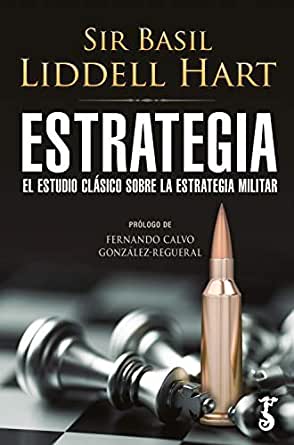 SIR BASIL
LIDDELL HART
ESTRATEGIA
EL ESTUDIO CLÁSICO SOBRE LA ESTRATEGIA MILITAR
PRÓLOGO DE
FERNANDO CALVO
GONZÁLEZ-REGUERAL